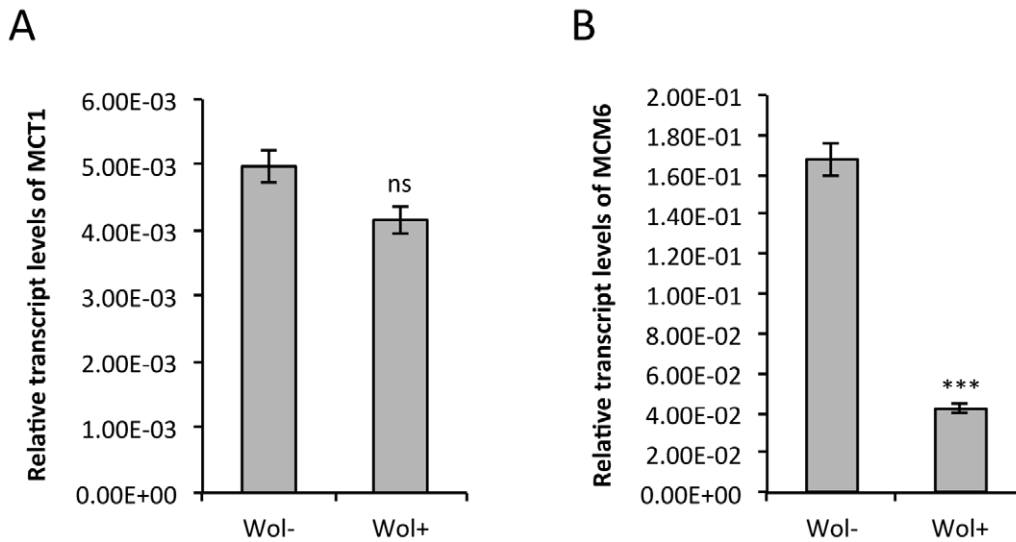 A
Relative transcript levels of MCT1
6.00E-03
5.00E-03
4.00E-03
3.00E-03
2.00E-03
1.00E-03
0.00E+00
ns
Wol-
Wol+
B
Relative transcript levels of MCM6
2.00E-01
1.80E-01
1.60E-01
1.40E-01
1.20E-01
1.00E-01
8.00E-02
6.00E-02
4.00E-02
2.00E-02
0.00E+00
***
Wol-
Wol+